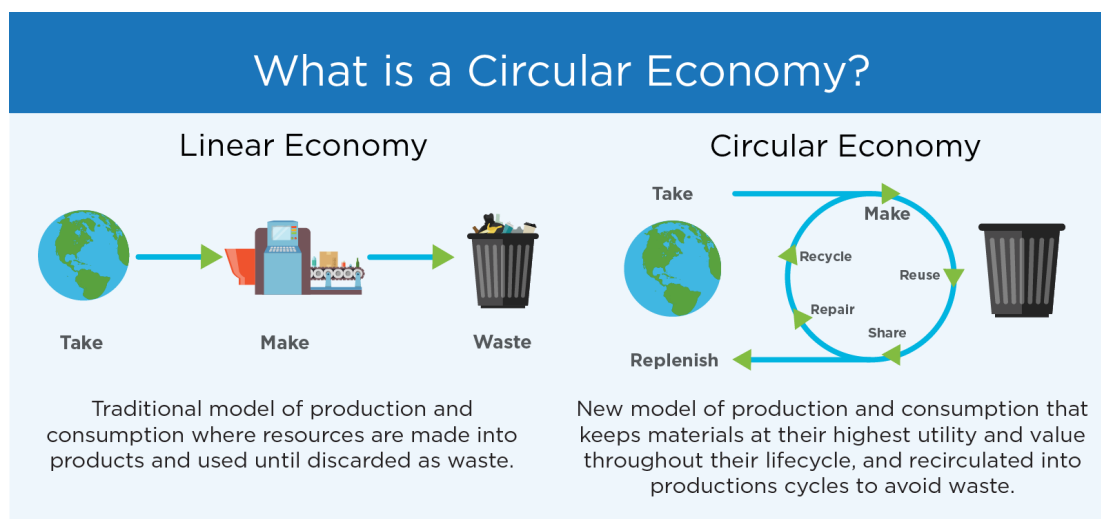 What is a Circular Economy?
Linear Economy
Take
Make
Waste
Traditional model of production and
consumption where resources are made into
products and used until discarded as waste.
Circular Economy
Take
Make
Recycle
Reuse
Repair
Share
Replenish
New model of production and consumption that
keeps materials at their highest utility and value
throughout their lifecycle, and recirculated into
productions cycles to avoid waste.